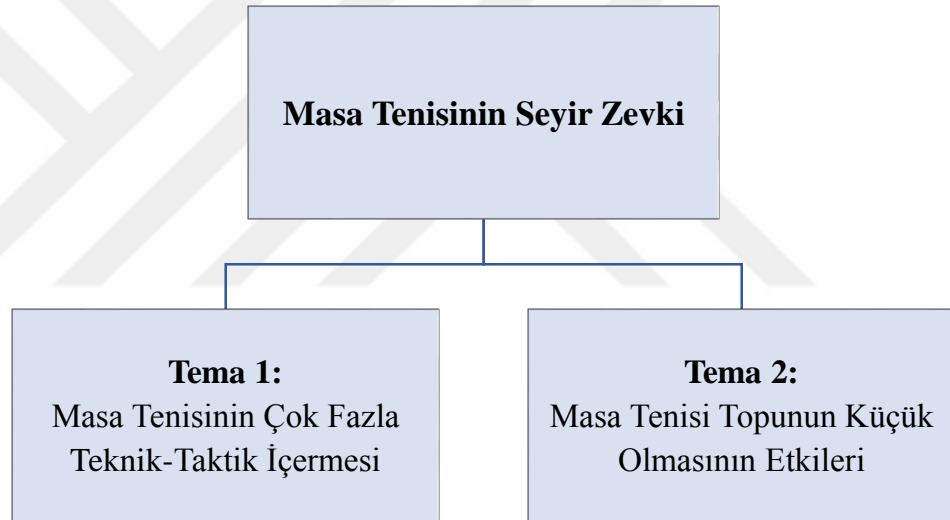 Masa Tenisinin Seyir Zevki
Tema 1:
Masa Tenisinin Çok Fazla
Teknik-Taktik İçermesi
Tema 2:
Masa Tenisi Topunun Küçük
Olmasının Etkileri